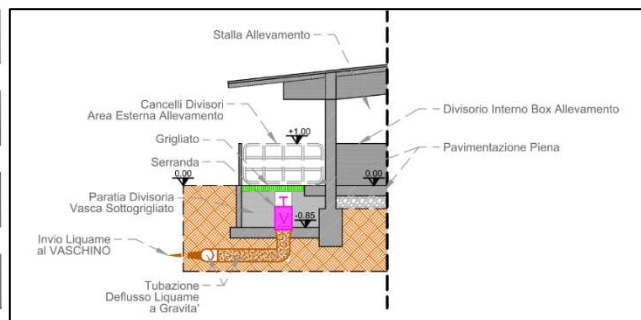 Stalla Allevamento
Cancelli Divisori
Area Esterna Allevamento
+1.00
Divisorio Interno Box Allevamento
Grigliato
Pavimentazione Piena
Serranda
0.00
0.00
Paratia Divisoria
Vasca Sottogrigliato
-0.85
Invio Liquame
al VASCHINO
Tubazione
Deflusso Liquame
a Gravita'